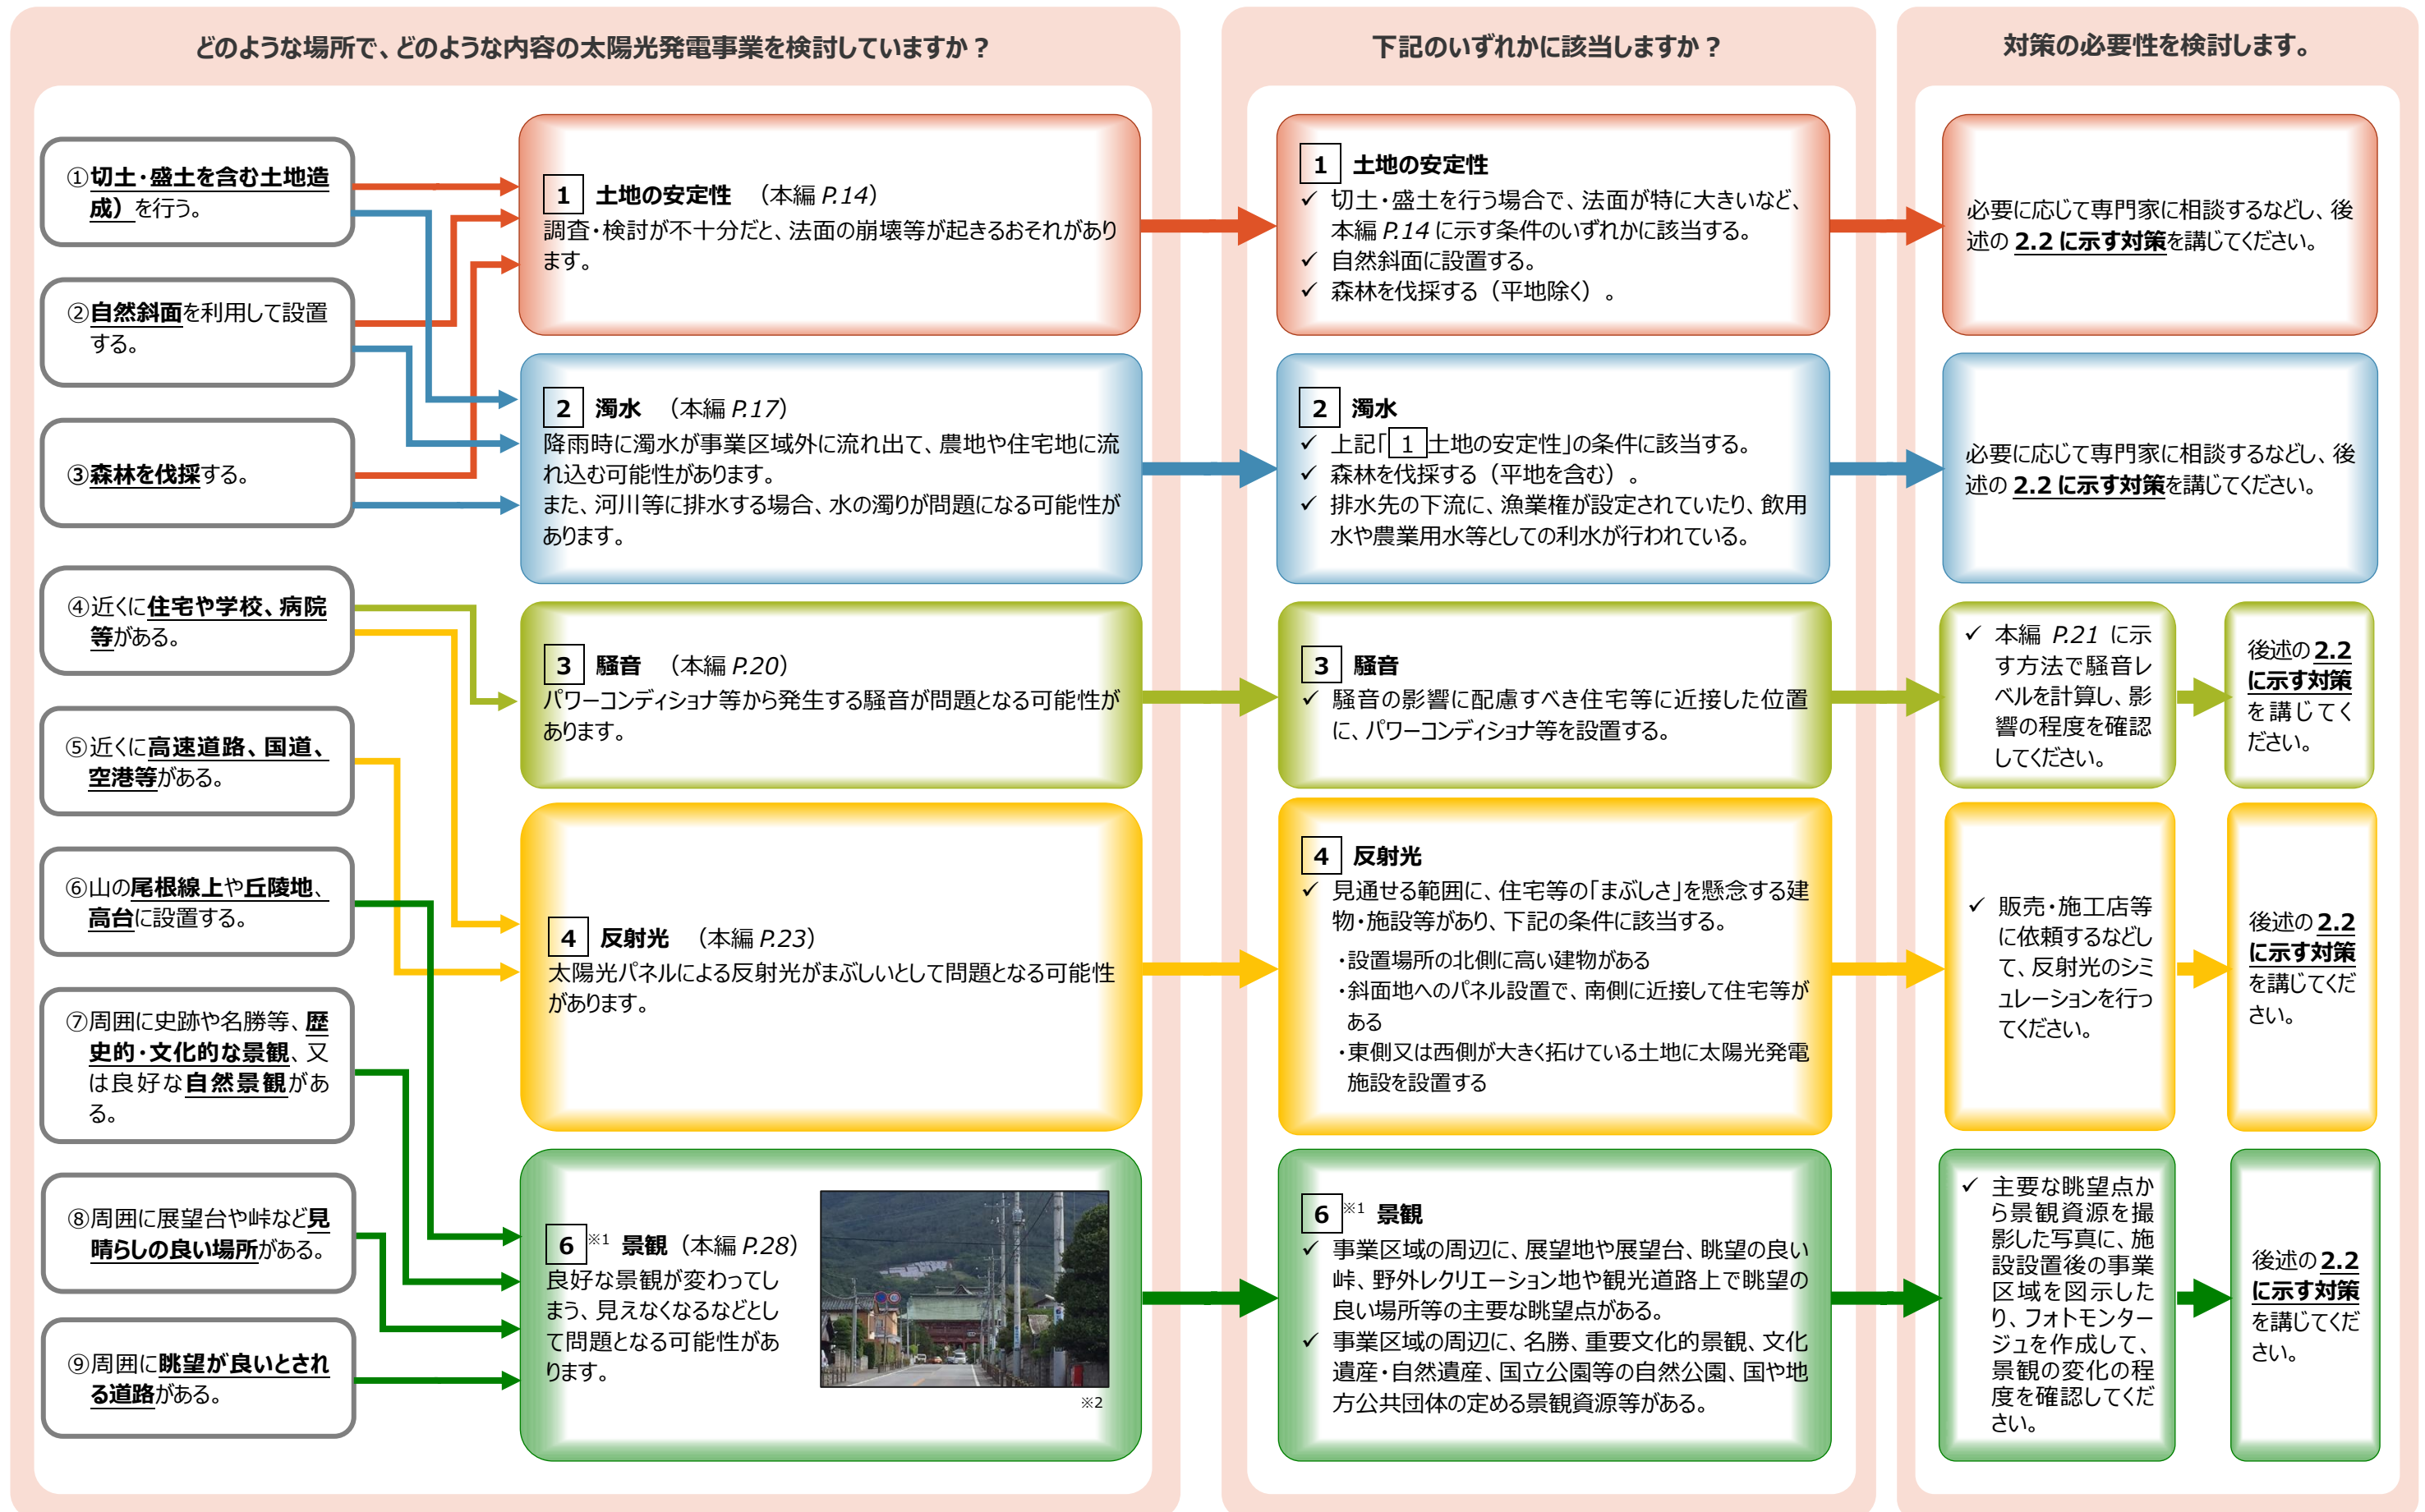 どのような場所で、どのような内容の太陽光発電事業を検討していますか？
①切土・盛土を含む土地造
成）を行う。
②自然斜面を利用して設置
する。
③森林を伐採する。
④近くに住宅や学校、病院
等がある。
⑤近くに高速道路、国道、
空港等がある。
⑥山の尾根線上や丘陵地、
高台に設置する。
⑦周囲に史跡や名勝等、歴
史的・文化的な景観、又
は良好な自然景観があ
る。
⑧周囲に展望台や峠など見
晴らしの良い場所がある。
⑨周囲に眺望が良いとされ
る道路がある。
1 土地の安定性 （本編 P.14）
調査・検討が不十分だと、法面の崩壊等が起きるおそれがあり
ます。
2 濁水 （本編 P.17）
降雨時に濁水が事業区域外に流れ出て、農地や住宅地に流
れ込む可能性があります。
また、河川等に排水する場合、水の濁りが問題になる可能性が
あります。
3 騒音 （本編 P.20）
パワーコンディショナ等から発生する騒音が問題となる可能性が
あります。
4 反射光 （本編 P.23）
太陽光パネルによる反射光がまぶしいとして問題となる可能性
があります。
6 ※1 景観（本編 P.28）
良好な景観が変わってし
まう、見えなくなるなどとし
て問題となる可能性があ
ります。
※2
下記のいずれかに該当しますか？
1 土地の安定性
✓ 切土・盛土を行う場合で、法面が特に大きいなど、
本編 P.14 に示す条件のいずれかに該当する。
✓ 自然斜面に設置する。
✓ 森林を伐採する（平地除く）。
2 濁水
✓ 上記「1 土地の安定性」の条件に該当する。
✓ 森林を伐採する（平地を含む）。
✓ 排水先の下流に、漁業権が設定されていたり、飲用
水や農業用水等としての利水が行われている。
3 騒音
✓ 騒音の影響に配慮すべき住宅等に近接した位置
に、パワーコンディショナ等を設置する。
4 反射光
✓ 見通せる範囲に、住宅等の「まぶしさ」を懸念する建
物・施設等があり、下記の条件に該当する。
・設置場所の北側に高い建物がある
・斜面地へのパネル設置で、南側に近接して住宅等が
ある
・東側又は西側が大きく拓けている土地に太陽光発電
施設を設置する
6 ※1 景観
✓ 事業区域の周辺に、展望地や展望台、眺望の良い
峠、野外レクリエーション地や観光道路上で眺望の
良い場所等の主要な眺望点がある。
✓ 事業区域の周辺に、名勝、重要文化的景観、文化
遺産・自然遺産、国立公園等の自然公園、国や地
方公共団体の定める景観資源等がある。
対策の必要性を検討します。
必要に応じて専門家に相談するなどし、後
述の 2.2 に示す対策を講じてください。
必要に応じて専門家に相談するなどし、後
述の 2.2 に示す対策を講じてください。
✓ 本編 P.21 に示
す方法で騒音レ
ベルを計算し、影
響の程度を確認
してください。
後述の 2.2
に示す対策
を講じてく
ださい。
✓ 販売・施工店等
に依頼するなどし
て、反射光のシミ
ュレーションを行っ
てください。
後述の 2.2
に示す対策
を講じてくだ
さい。
✓ 主要な眺望点か
ら景観資源を撮
影した写真に、施
設設置後の事業
区域を図示した
り、フォトモンター
ジュを作成して、
景観の変化の程
度を確認してくだ
さい。
後述の 2.2
に示す対策
を講じてくだ
さい。